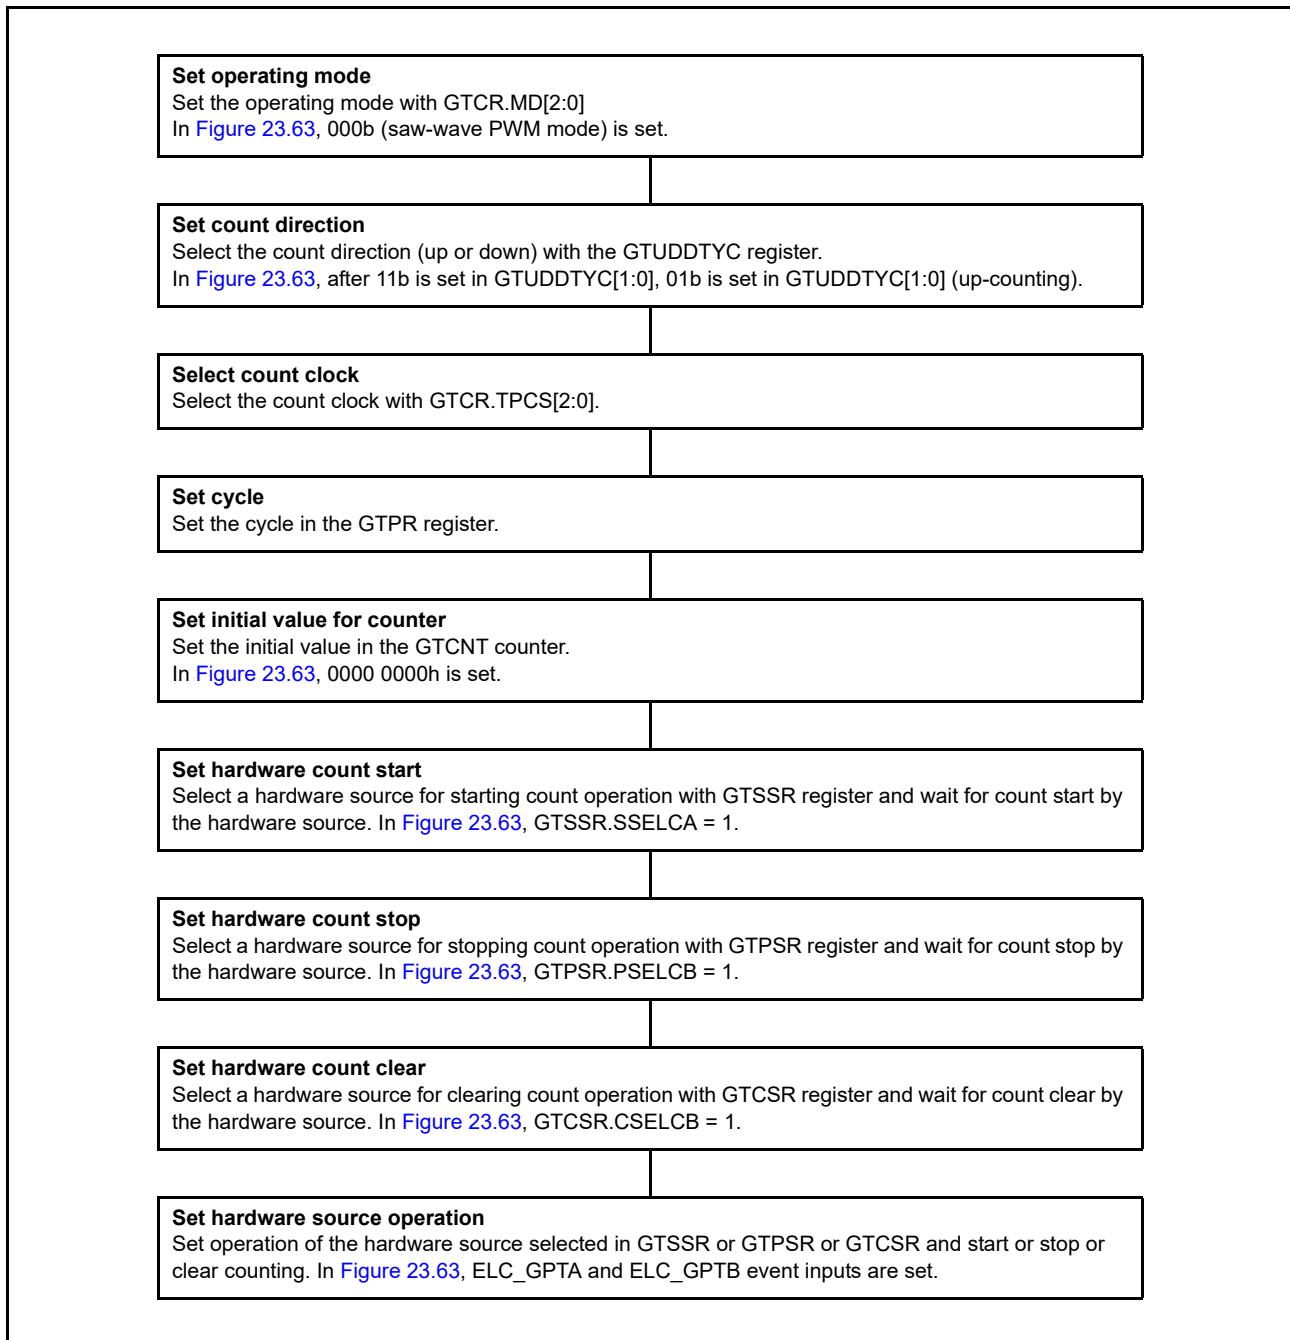 Set operating mode
Set the operating mode with GTCR.MD[2:0]
In Figure 23.63, 000b (saw-wave PWM mode) is set.
Set count direction
Select the count direction (up or down) with the GTUDDTYC register.
In Figure 23.63, after 11b is set in GTUDDTYC[1:0], 01b is set in GTUDDTYC[1:0] (up-counting).
Select count clock
Select the count clock with GTCR.TPCS[2:0].
Set cycle
Set the cycle in the GTPR register.
Set initial value for counter
Set the initial value in the GTCNT counter.
In Figure 23.63, 0000 0000h is set.
Set hardware count start
Select a hardware source for starting count operation with GTSSR register and wait for count start by
the hardware source. In Figure 23.63, GTSSR.SSELCA = 1.
Set hardware count stop
Select a hardware source for stopping count operation with GTPSR register and wait for count stop by
the hardware source. In Figure 23.63, GTPSR.PSELCB = 1.
Set hardware count clear
Select a hardware source for clearing count operation with GTCSR register and wait for count clear by
the hardware source. In Figure 23.63, GTCSR.CSELCB = 1.
Set hardware source operation
Set operation of the hardware source selected in GTSSR or GTPSR or GTCSR and start or stop or
clear counting. In Figure 23.63, ELC_GPTA and ELC_GPTB event inputs are set.